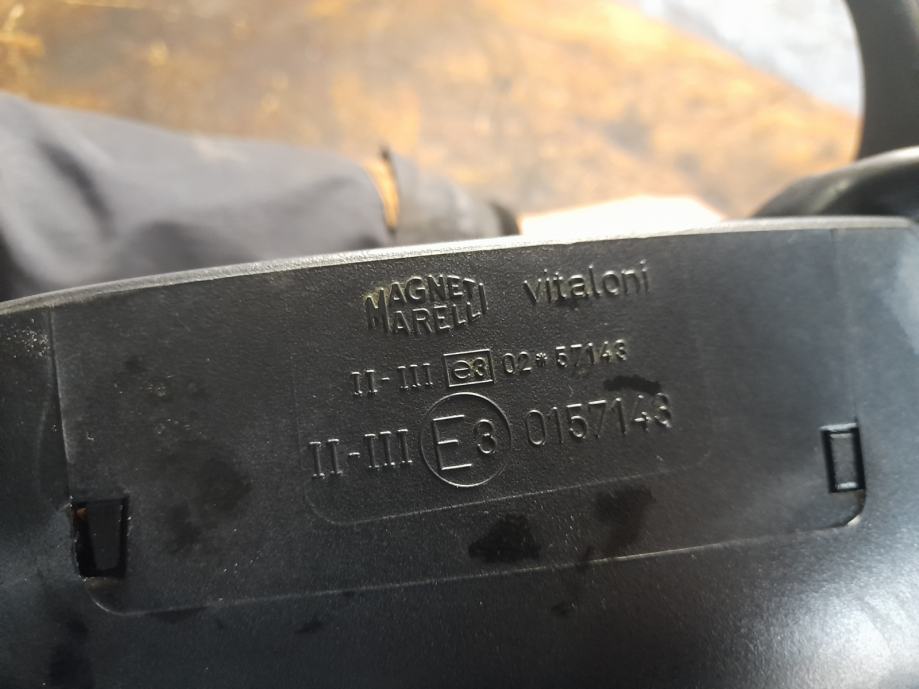 MAGNETI
MARELLI
vitaloni
II-III e3 02* 57143
II-III E3 0157143